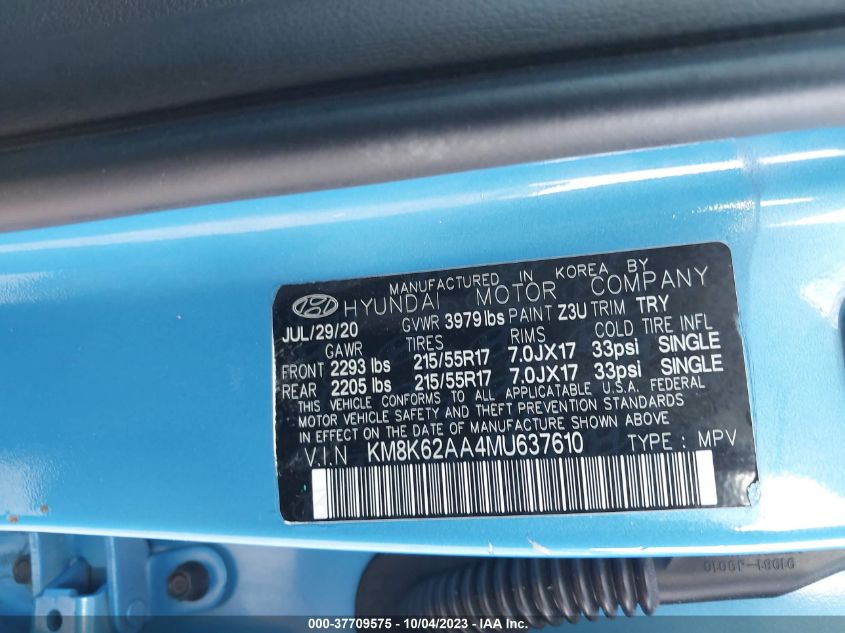 MANUFACTURED IN KOREA BY
HYUNDAI MOTOR COMPANY
JUL/29/20 GVWR 3979lbs PAINT Z3U TRIM TRY
GAWR TIRES RIMS COLD TIRE INFL
FRONT 2293 lbs 215/55R17 7.0JX17 33psi SINGLE
REAR 2205 lbs 215/55R17 7.0JX17 33psi SINGLE
THIS VEHICLE CONFORMS TO ALL APPLICABLE U.S.A. FEDERAL
MOTOR VEHICLE SAFETY AND THEFT PREVENTION STANDARDS
IN EFFECT ON THE DATE OF MANUFACTURE SHOWN ABOVE
V.I.N KM8K62AA4MU637610 TYPE : MPV
000-37709575 - 10/04/2023 - IAA Inc.